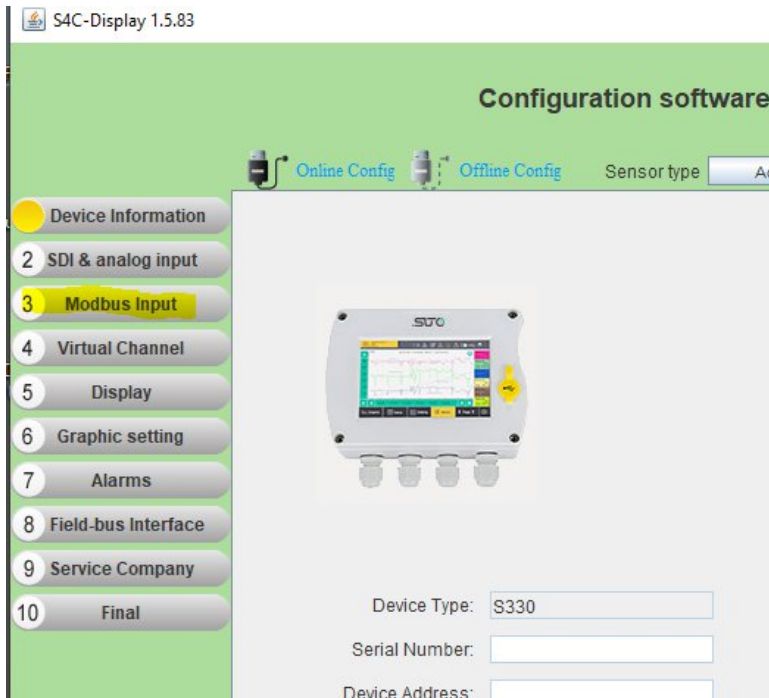 S4C-Display 1.5.83
Configuration software
Online Config
Offline Config
Sensor type
Device Information
2 SDI & analog input
3 Modbus Input
4 Virtual Channel
5 Display
6 Graphic setting
7 Alarms
8 Field-bus Interface
9 Service Company
10 Final
SUTO
Device Type: S330
Serial Number:
Device Address: